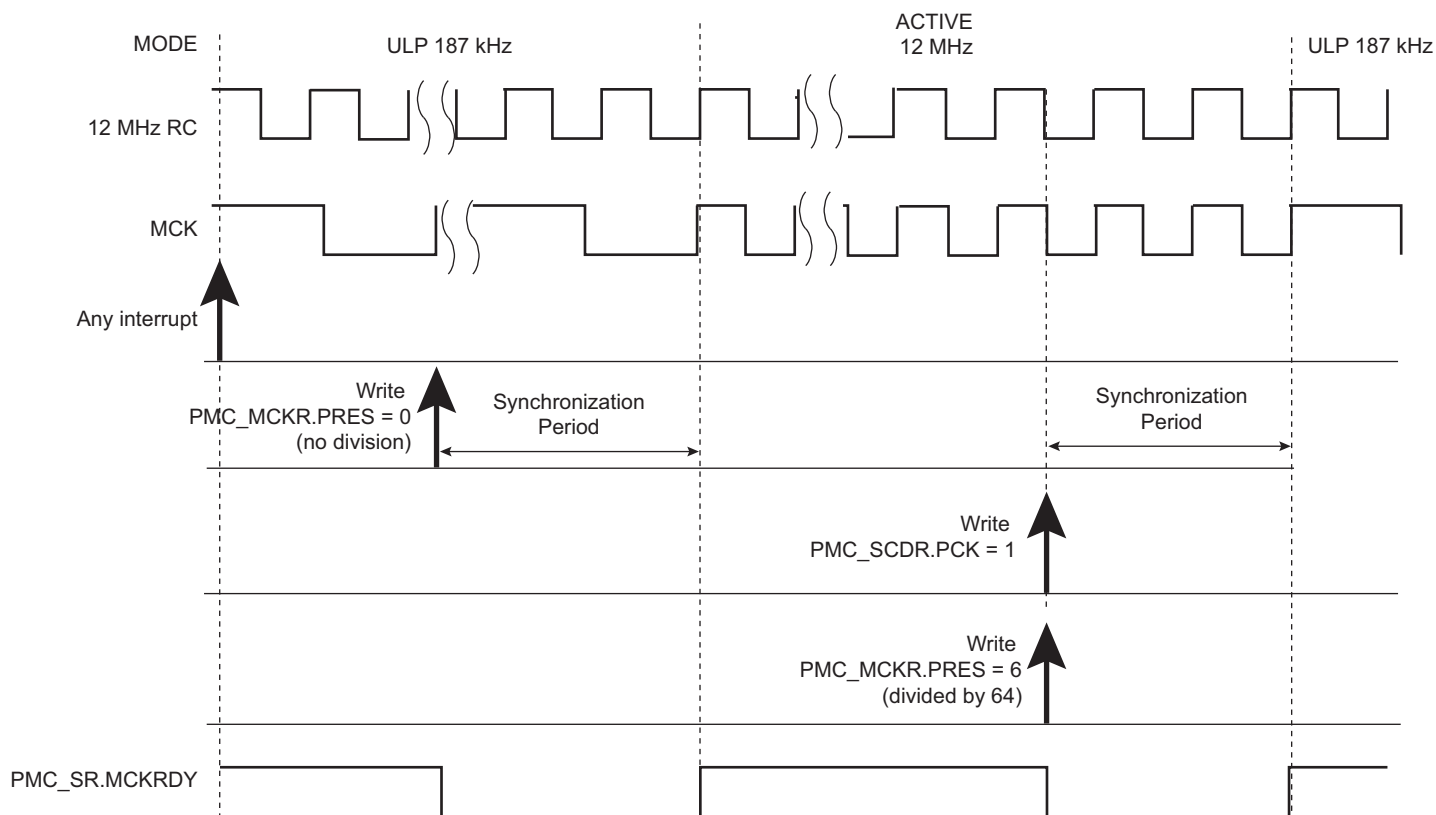 MODE
ULP 187 kHz
ACTIVE
12 MHz
ULP 187 kHz
12 MHz RC
MCK
Any interrupt
Write
PMC_MCKR.PRES = 0
(no division)
Synchronization
Period
Synchronization
Period
Write
PMC_SCDR.PCK = 1
Write
PMC_MCKR.PRES = 6
(divided by 64)
PMC_SR.MCKRDY